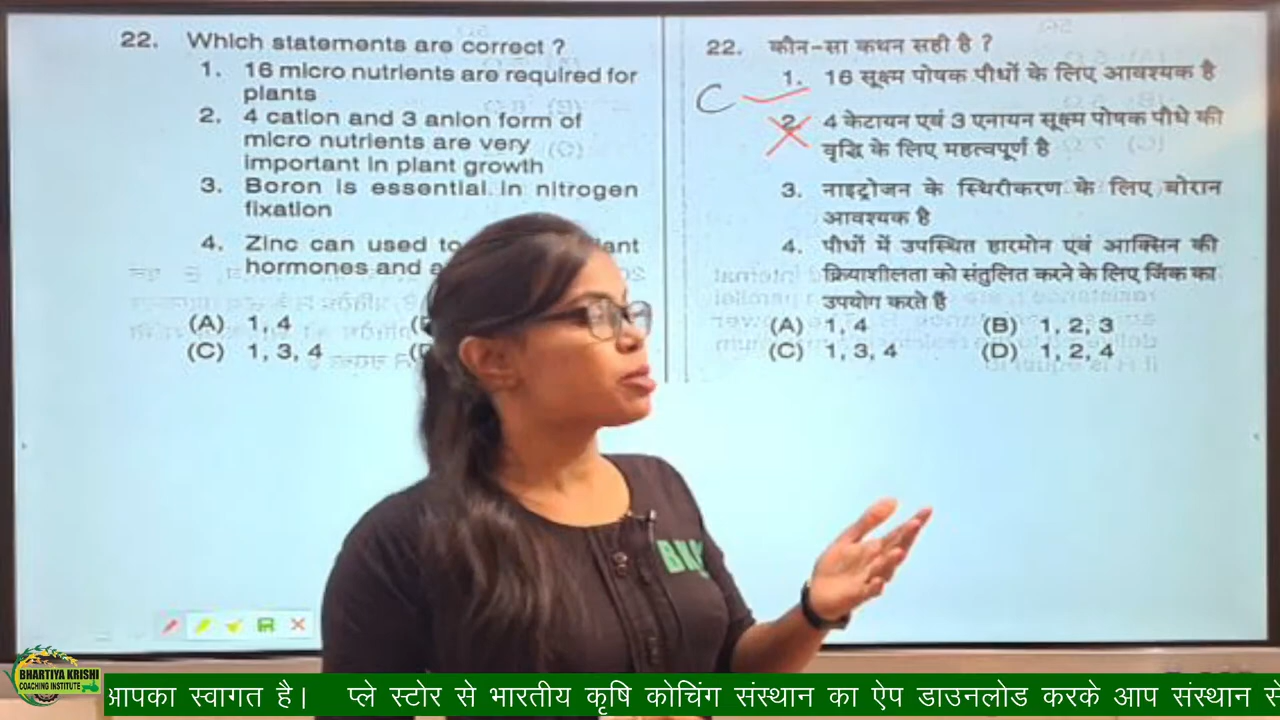 22. Which statements are correct ?
1. 16 micro nutrients are required for
plants
2. 4 cation and 3 anion form of
micro nutrients are very
important in plant growth
3. Boron is essential in nitrogen
fixation
4. Zinc can used to
hormones and
(A) 1, 4
(C) 1, 3, 4
22. कौन-सा कथन सही है ?
1. 16 सूक्ष्म पोषक पौधों के लिए आवश्यक है
C
2. 4 केटायन एवं 3 एनायन सूक्ष्म पोषक पौधे की
वृद्धि के लिए महत्वपूर्ण है
3. नाइट्रोजन के स्थिरीकरण के लिए बोरान
आवश्यक है
4. पौधों में उपस्थित हारमोन एवं आक्सिन की
क्रियाशीलता को संतुलित करने के लिए जिंक का
उपयोग करते हैं
(A) 1, 4 (B) 1, 2, 3
(C) 1, 3, 4 (D) 1, 2, 4
BHARTIYA KRISHI
COACHING INSTITUTE
आपका स्वागत है। प्ले स्टोर से भारतीय कृषि कोचिंग संस्थान का ऐप डाउनलोड करके आप संस्थान से